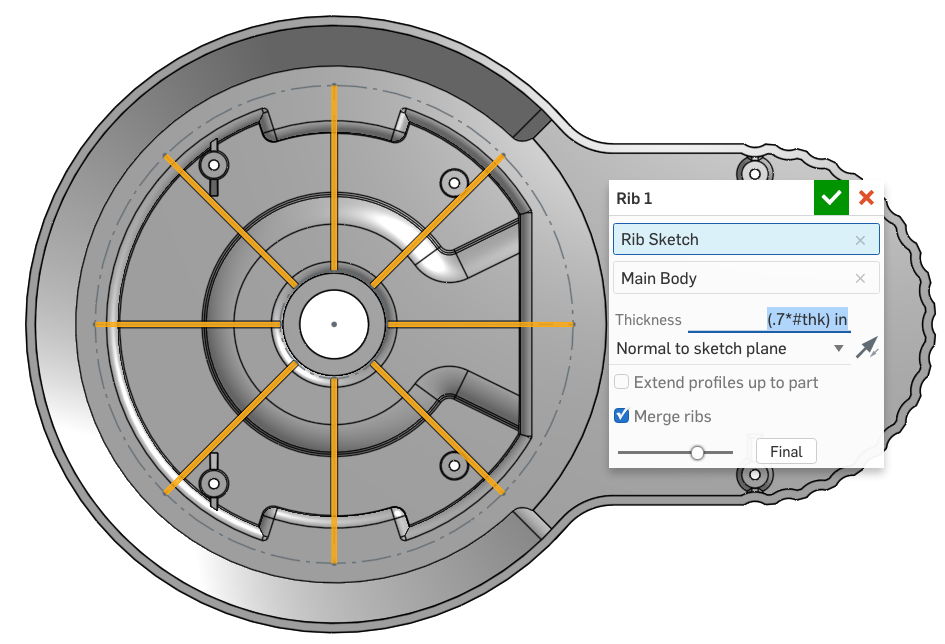 Rib 1
Rib Sketch
Main Body
Thickness (.7*#thk) in
Normal to sketch plane
Extend profiles up to part
Merge ribs
Final